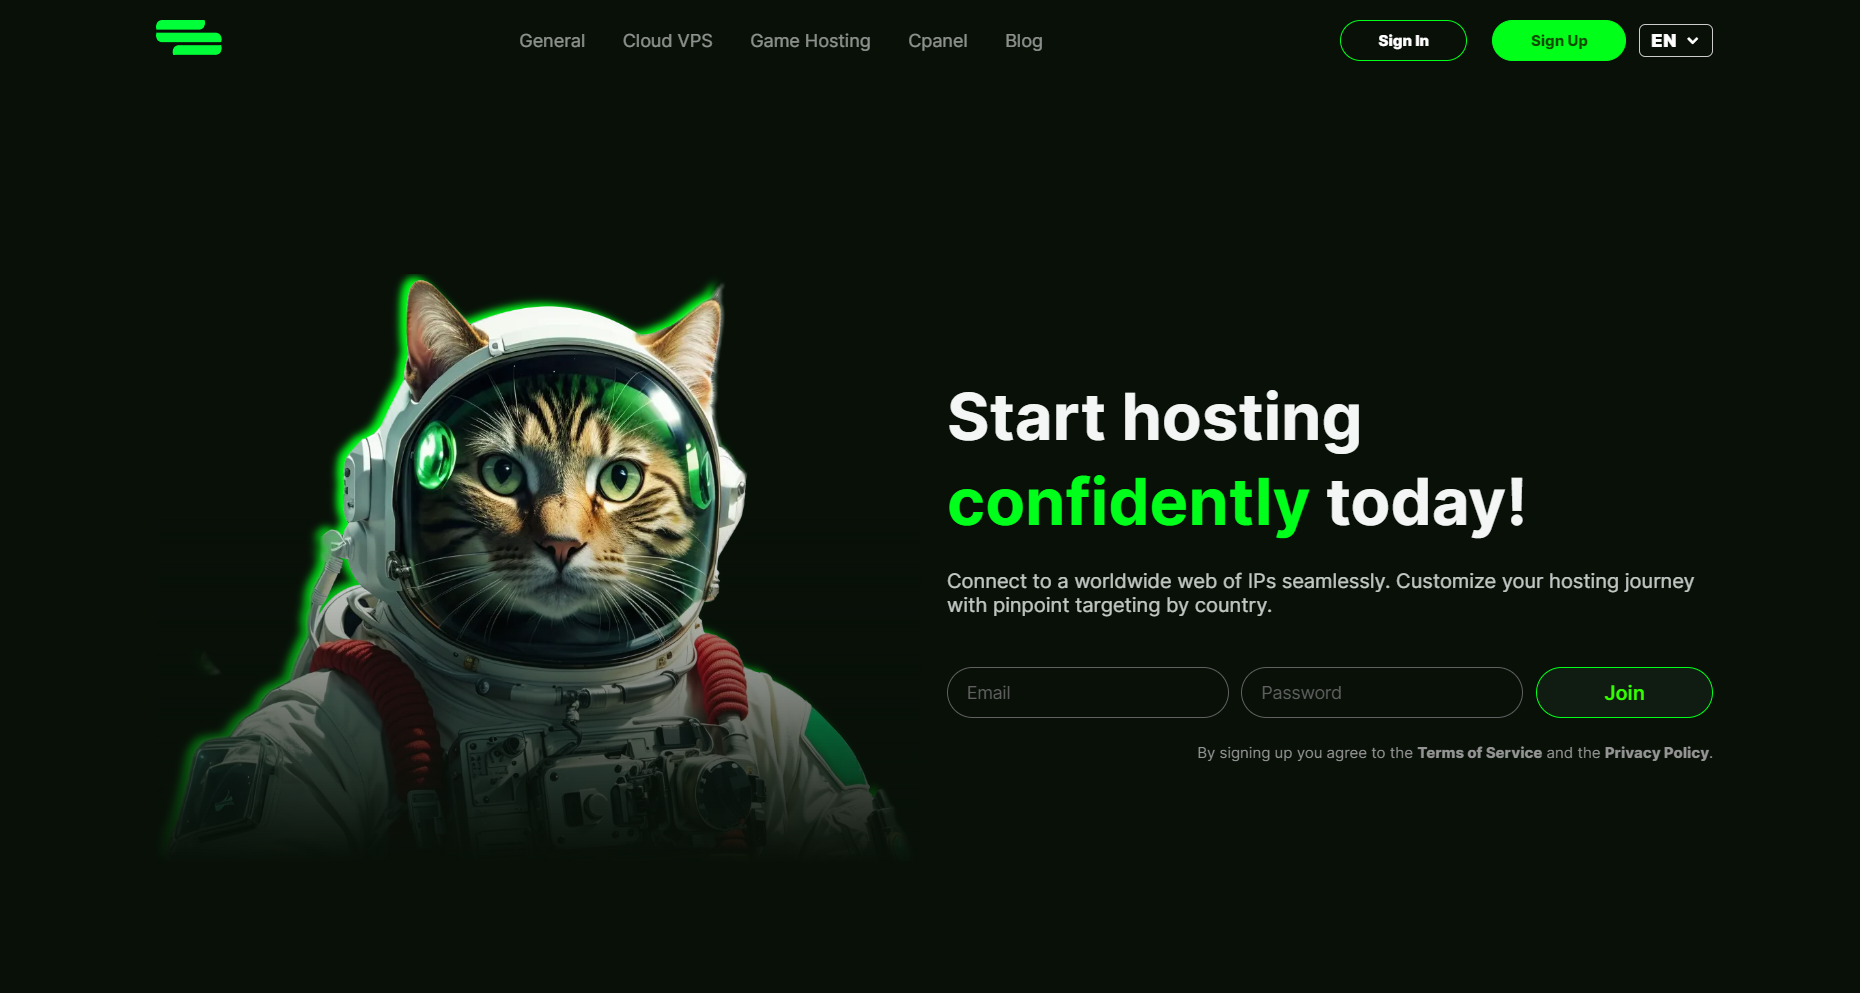 General
Cloud VPS
Game Hosting
Cpanel
Blog
Sign In
Sign Up
EN
Start hosting
confidently today!
Connect to a worldwide web of IPs seamlessly. Customize your hosting journey
with pinpoint targeting by country.
Email
Password
Join
By signing up you agree to the Terms of Service and the Privacy Policy.